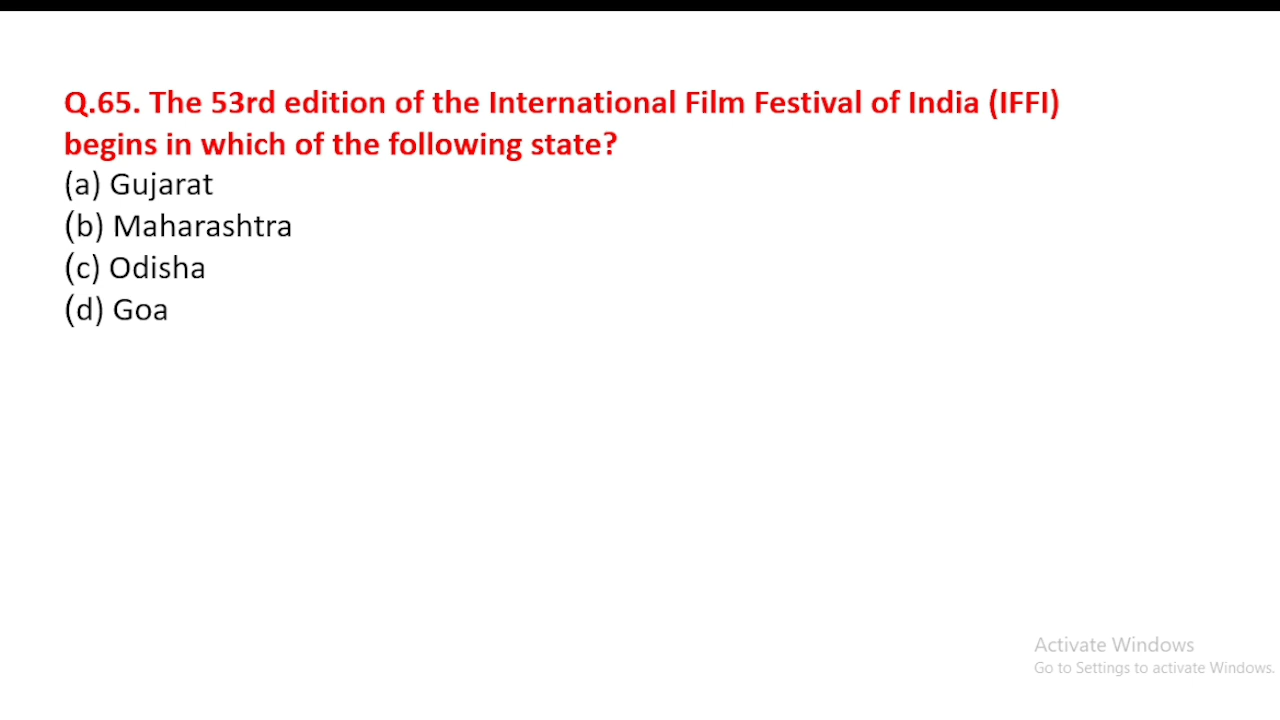 Q.65. The 53rd edition of the International Film Festival of India (IFFI)
begins in which of the following state?
(a) Gujarat
(b) Maharashtra
(c) Odisha
(d) Goa
Activate Windows
Go to Settings to activate Windows.